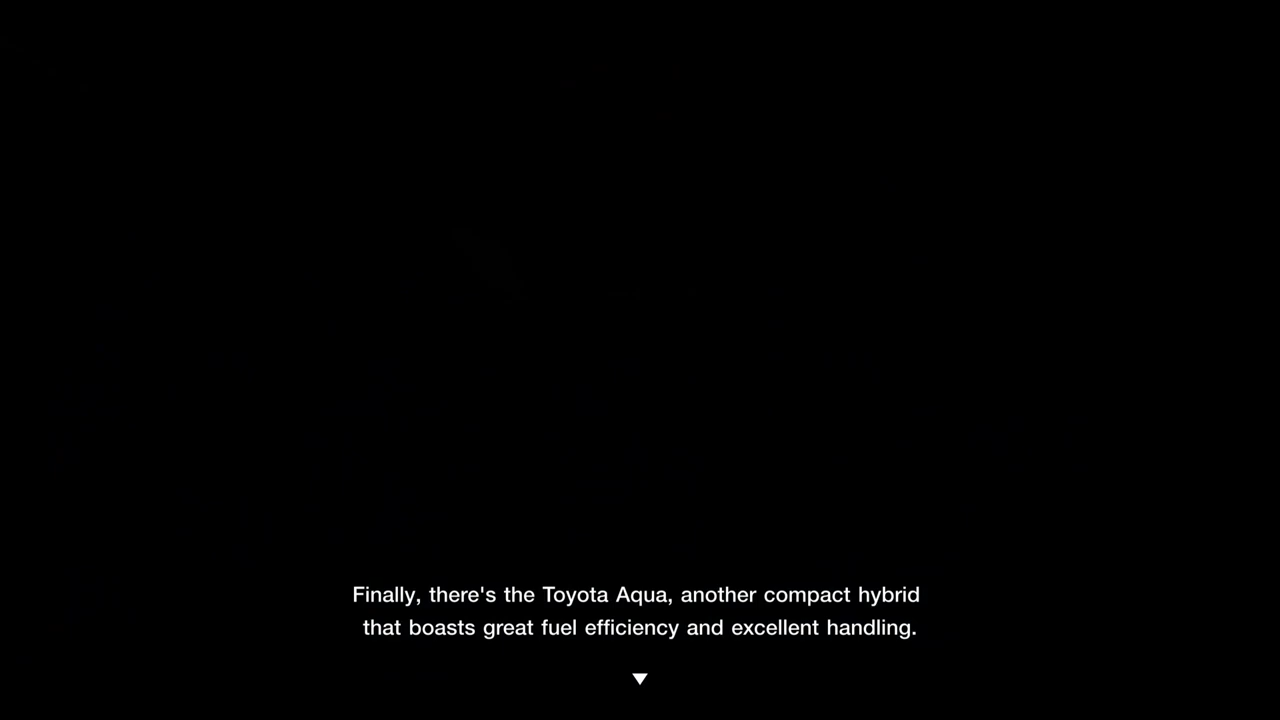 Finally, there's the Toyota Aqua, another compact hybrid
that boasts great fuel efficiency and excellent handling.